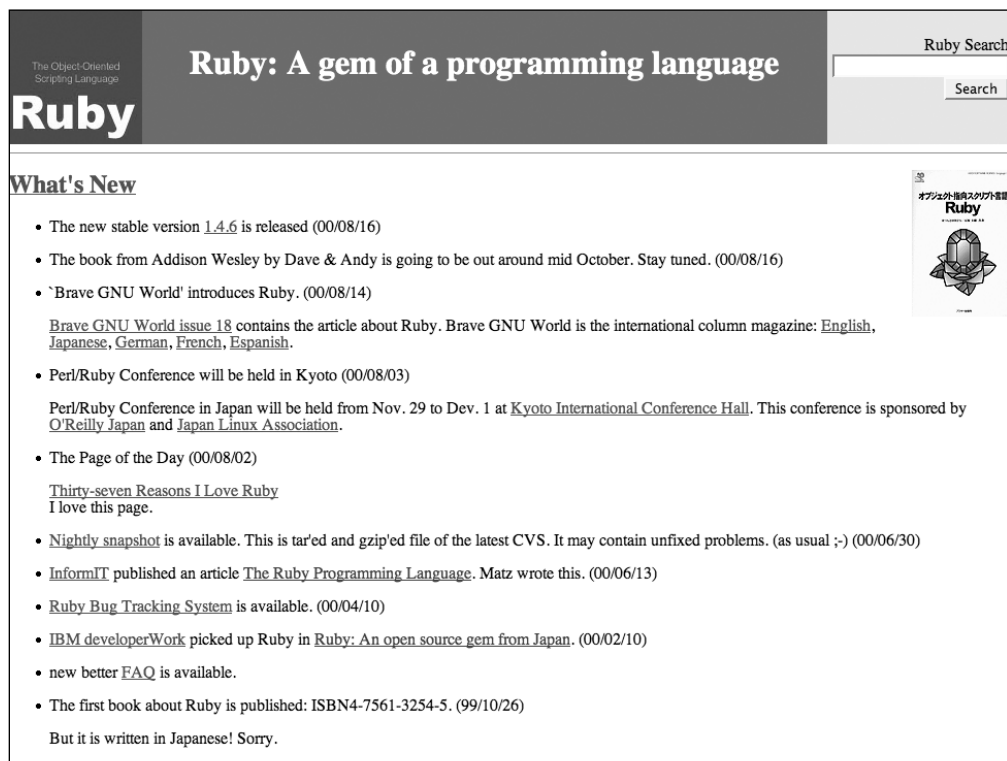 The Object-Oriented
Scripting Language
Ruby
Ruby: A gem of a programming language
Ruby Search
Search
What's New
オブジェクト指向スクリプト言語
Ruby
• The new stable version 1.4.6 is released (00/08/16)
• The book from Addison Wesley by Dave & Andy is going to be out around mid October. Stay tuned. (00/08/16)
• `Brave GNU World' introduces Ruby. (00/08/14)
Brave GNU World issue 18 contains the article about Ruby. Brave GNU World is the international column magazine: English,
Japanese, German, French, Espanish.
• Perl/Ruby Conference will be held in Kyoto (00/08/03)
Perl/Ruby Conference in Japan will be held from Nov. 29 to Dev. 1 at Kyoto International Conference Hall. This conference is sponsored by
O'Reilly Japan and Japan Linux Association.
• The Page of the Day (00/08/02)
Thirty-seven Reasons I Love Ruby
I love this page.
• Nightly snapshot is available. This is tar'ed and gzip'ed file of the latest CVS. It may contain unfixed problems. (as usual ;-) (00/06/30)
• InformIT published an article The Ruby Programming Language. Matz wrote this. (00/06/13)
• Ruby Bug Tracking System is available. (00/04/10)
• IBM developerWork picked up Ruby in Ruby: An open source gem from Japan. (00/02/10)
• new better FAQ is available.
• The first book about Ruby is published: ISBN4-7561-3254-5. (99/10/26)
But it is written in Japanese! Sorry.